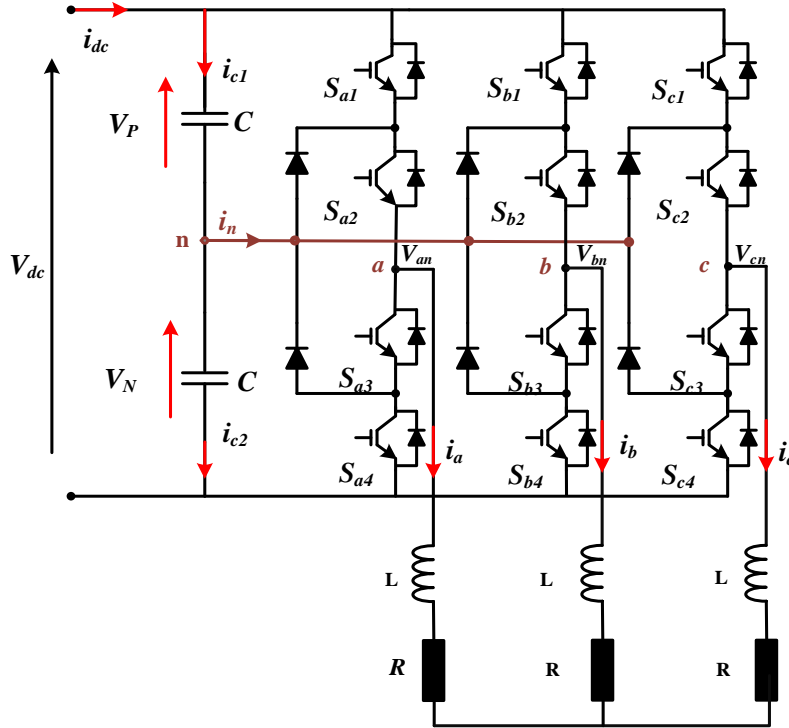 i_dc
i_c1
S_a1
S_b1
S_c1
V_P
C
S_a2
S_b2
S_c2
n
i_n
V_dc
a
V_an
b
V_bn
c
V_cn
V_N
C
S_a3
S_b3
S_c3
i_c2
i_a
i_b
S_a4
S_b4
S_c4
L
L
L
R
R
R